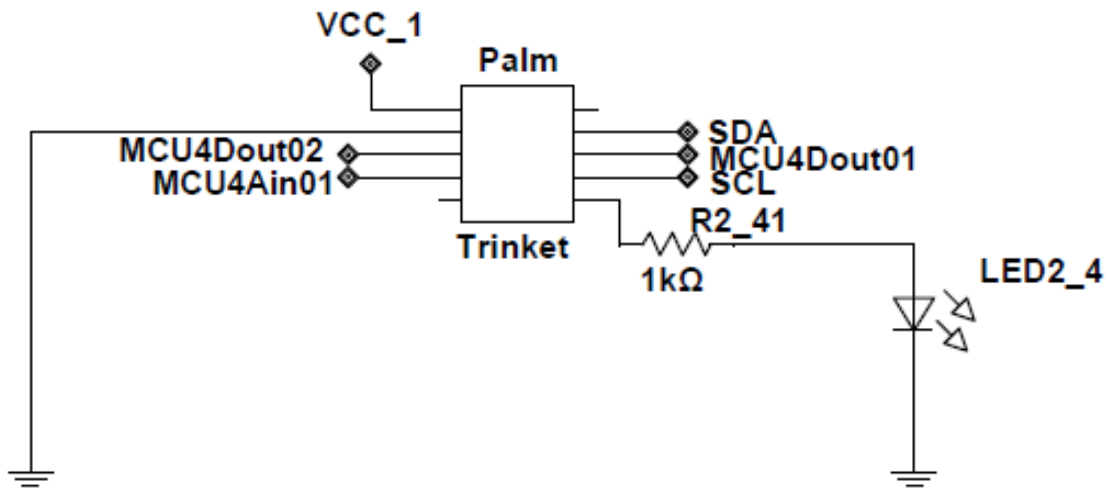 VCC_1
Palm
SDA
MCU4Dout02
MCU4Dout01
MCU4Ain01
SCL
R2_41
Trinket
1kΩ
LED2_4